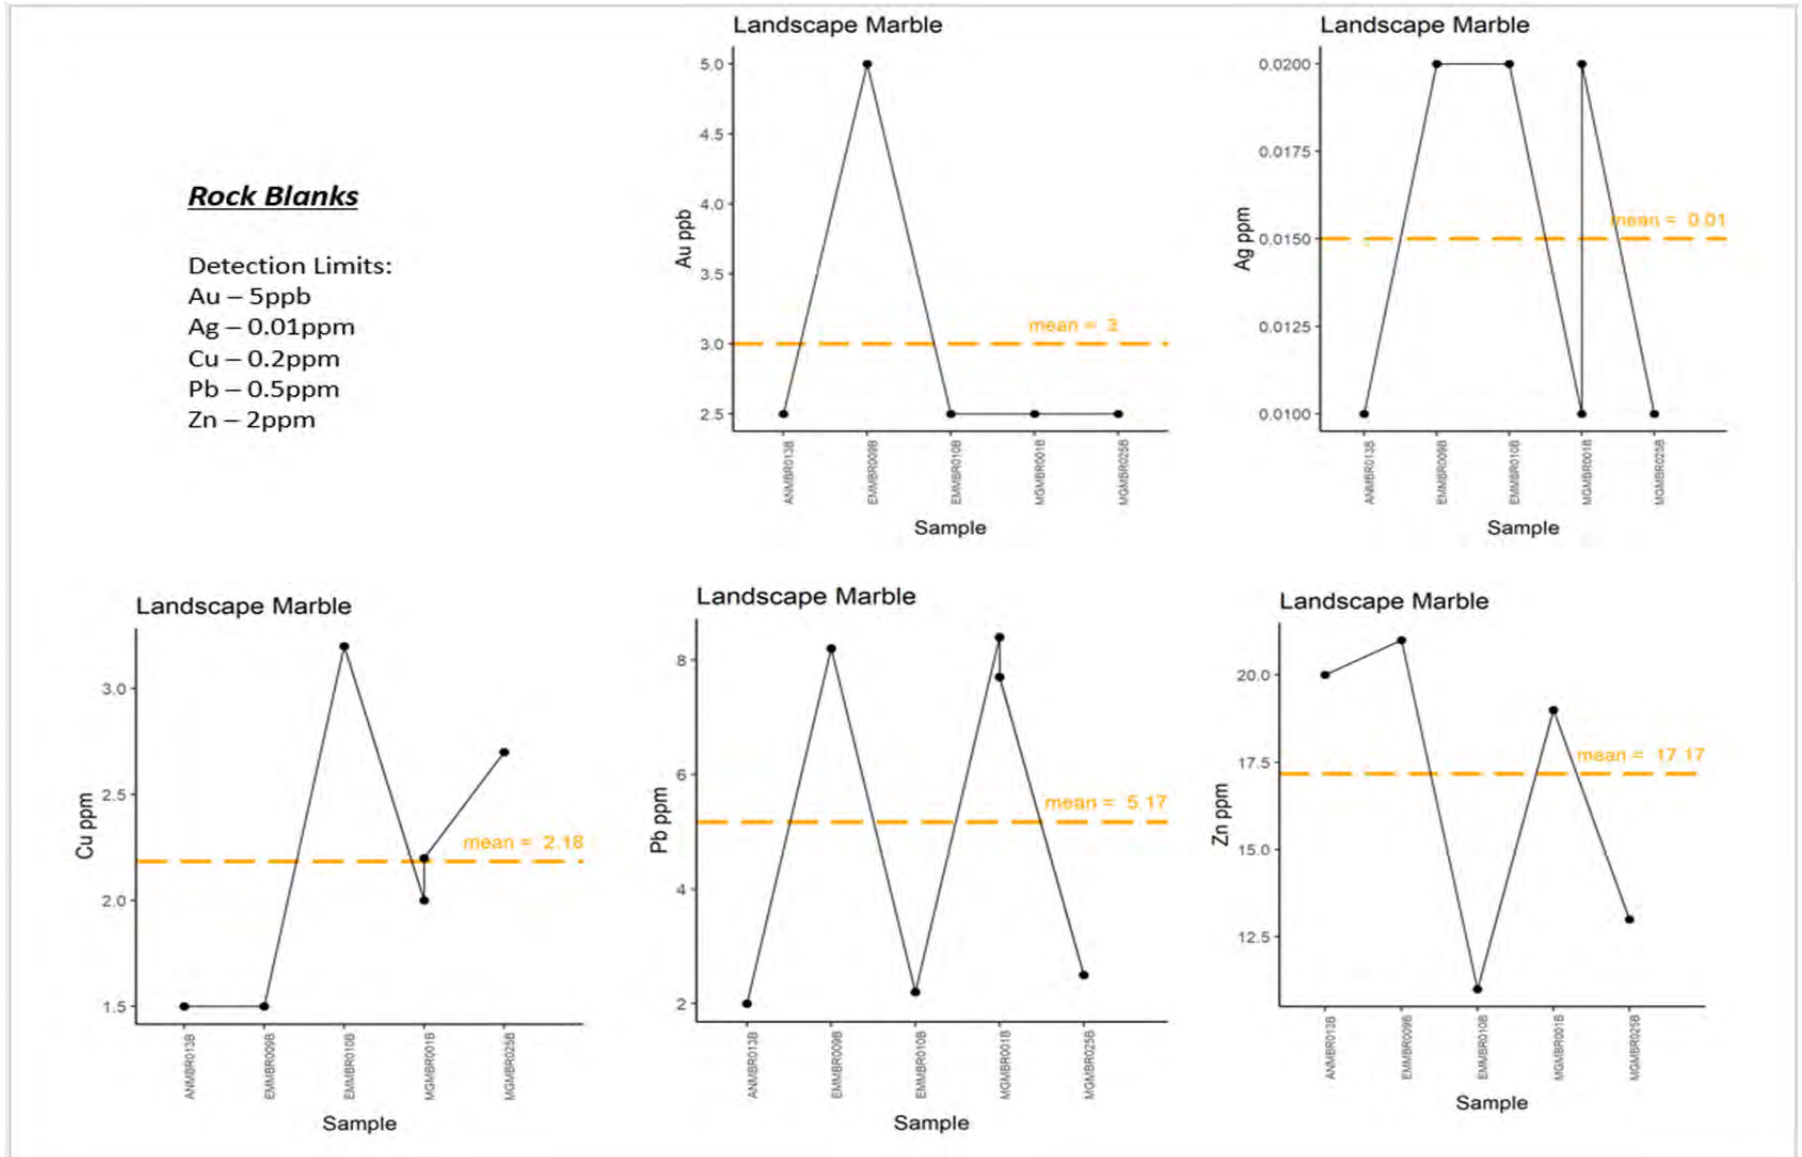 Rock Blanks
Detection Limits:
Au – 5ppb
Ag – 0.01ppm
Cu – 0.2ppm
Pb – 0.5ppm
Zn – 2ppm
Landscape Marble
Au ppb
5.0
4.5
4.0
3.5
3.0
2.5
mean = 3
ANMBR013B
EMMBR009B
EMMBR010B
MGMBR001B
MGMBR025B
Sample
Landscape Marble
Ag ppm
0.0200
0.0175
0.0150
0.0125
0.0100
mean = 0.01
ANMBR013B
EMMBR009B
EMMBR010B
MGMBR001B
MGMBR025B
Sample
Landscape Marble
Cu ppm
3.0
2.5
2.0
1.5
mean = 2.18
ANMBR013B
EMMBR009B
EMMBR010B
MGMBR001B
MGMBR025B
Sample
Landscape Marble
Pb ppm
8
6
4
2
mean = 5.17
ANMBR013B
EMMBR009B
EMMBR010B
MGMBR001B
MGMBR025B
Sample
Landscape Marble
Zn ppm
20.0
17.5
15.0
12.5
mean = 17.17
ANMBR013B
EMMBR009B
EMMBR010B
MGMBR001B
MGMBR025B
Sample